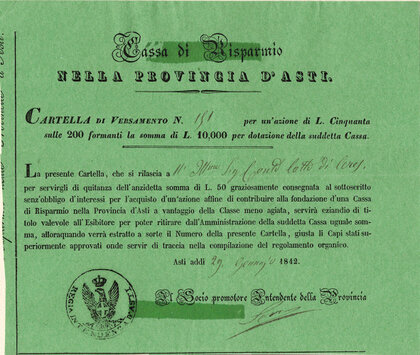 Cassa di Risparmio
NELLA PROVINCIA D'ASTI.
CARTELLA DI VERSAMENTO N. 151 per un'azione di L. Cinquanta
sulle 200 formanti la somma di L. 10,000 per dotazione della suddetta Cassa.
La presente Cartella, che si rilascia a
per servirgli di quitanza dell'anzidetta somma di L. 50 graziosamente consegnata al sottoscritto
senz'obbligo d'interessi per l'acquisto d'un'azione affine di contribuire alla fondazione d'una Cassa
di Risparmio nella Provincia d'Asti a vantaggio della Classe meno agiata, servirà eziandio di ti-
tolo valevole all'Esibitore per poter ritirare dall'Amministrazione della suddetta Cassa uguale som-
ma, allorquando verrà estratto a sorte il Numero della presente Cartella, giusta li Capi stati su-
periormente approvati onde servir di traccia nella compilazione del regolamento organico.
Asti addì 29 Gennajo 1842.
Il Socio promotore Intendente della Provincia